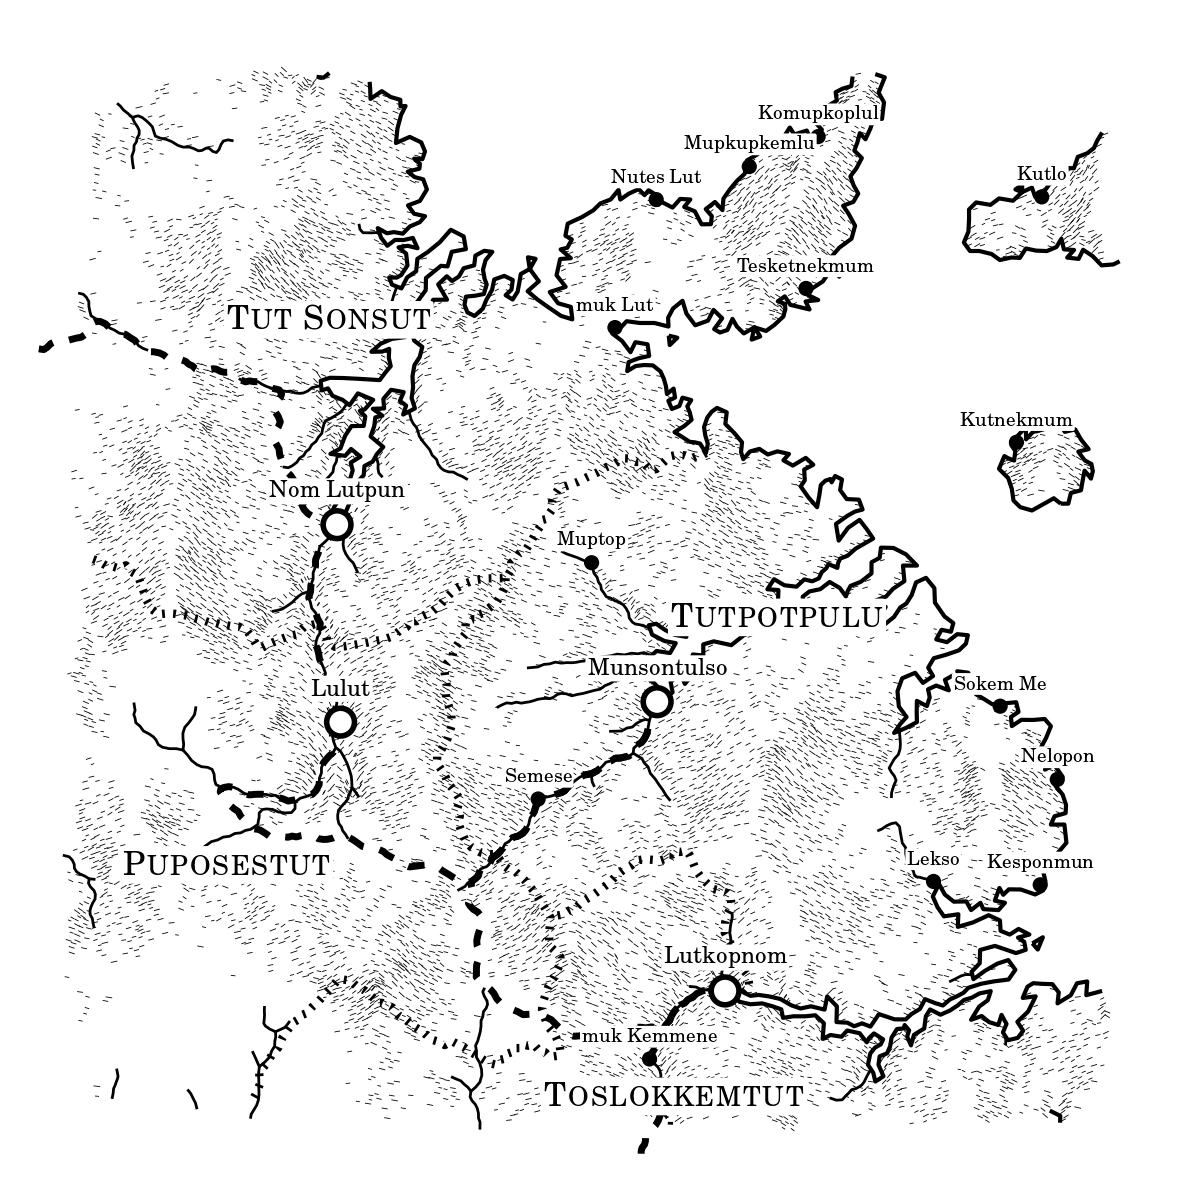 Komupkoplul
Mupkupkemlu
Nutes Lut
Kutlo
Tesketnekmum
muk Lut
Tut Sonsut
Kutnekmum
Nom Lutpun
Muptop
Tutpotpulu
Munsontulso
Lulut
Sokem Me
Nelopon
Semese
Puposestut
Lekso
Kesponmun
Lutkopnom
muk Kemmene
Toslokkemtut